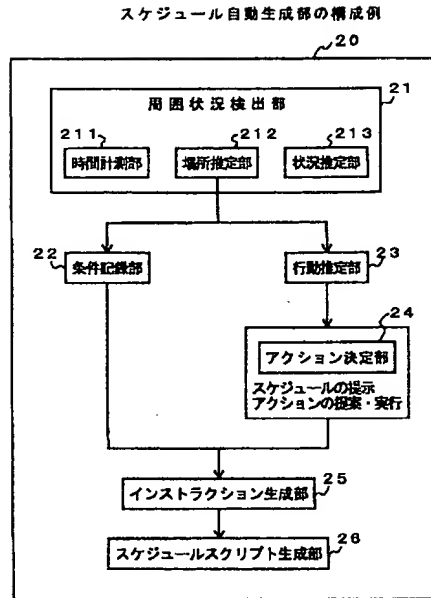 スケジュール自動生成部の構成例
20
21
周囲状況検出部
211
212
213
時間計測部
場所推定部
状況推定部
22
23
条件記録部
行動推定部
24
アクション決定部
スケジュールの提示
アクションの提案・実行
25
インストラクション生成部
26
スケジュールスクリプト生成部